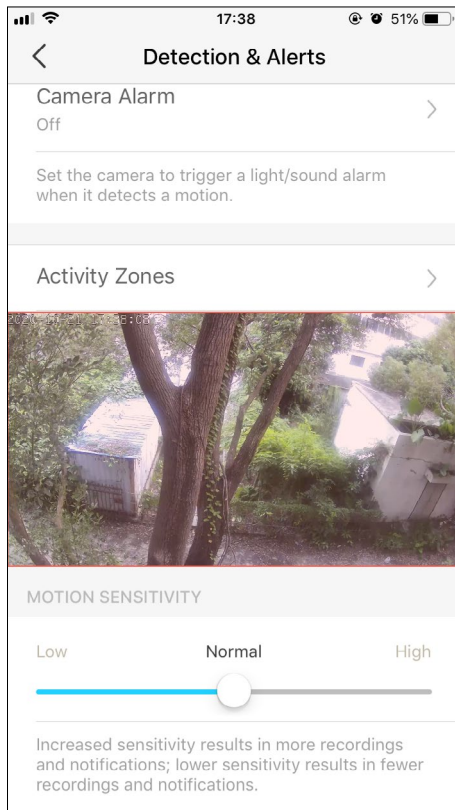 17:38
51%
Detection & Alerts
Camera Alarm
Off
Set the camera to trigger a light/sound alarm
when it detects a motion.
Activity Zones
MOTION SENSITIVITY
Low Normal High
Increased sensitivity results in more recordings
and notifications; lower sensitivity results in fewer
recordings and notifications.